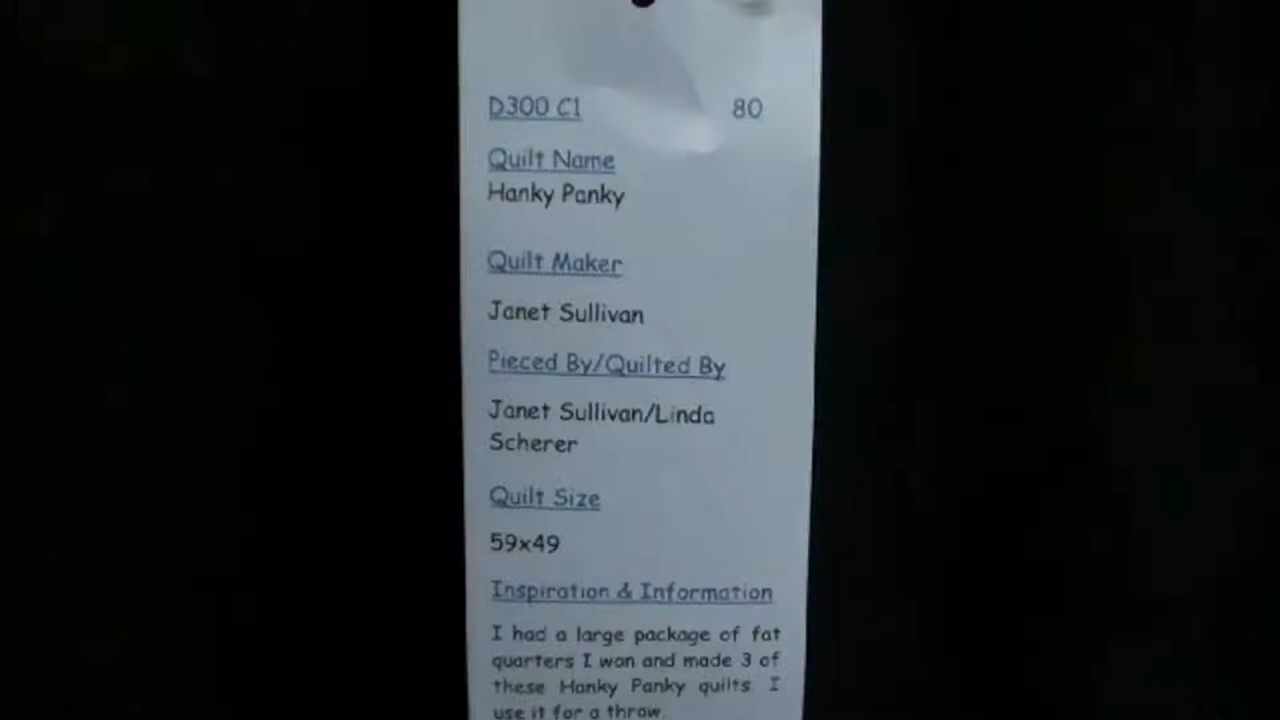 D300 C1 80
Quilt Name
Hanky Panky
Quilt Maker
Janet Sullivan
Pieced By/Quilted By
Janet Sullivan/Linda
Scherer
Quilt Size
59x49
Inspiration & Information
I had a large package of fat
quarters I won and made 3 of
these Hanky Panky quilts I
use it for a throw.